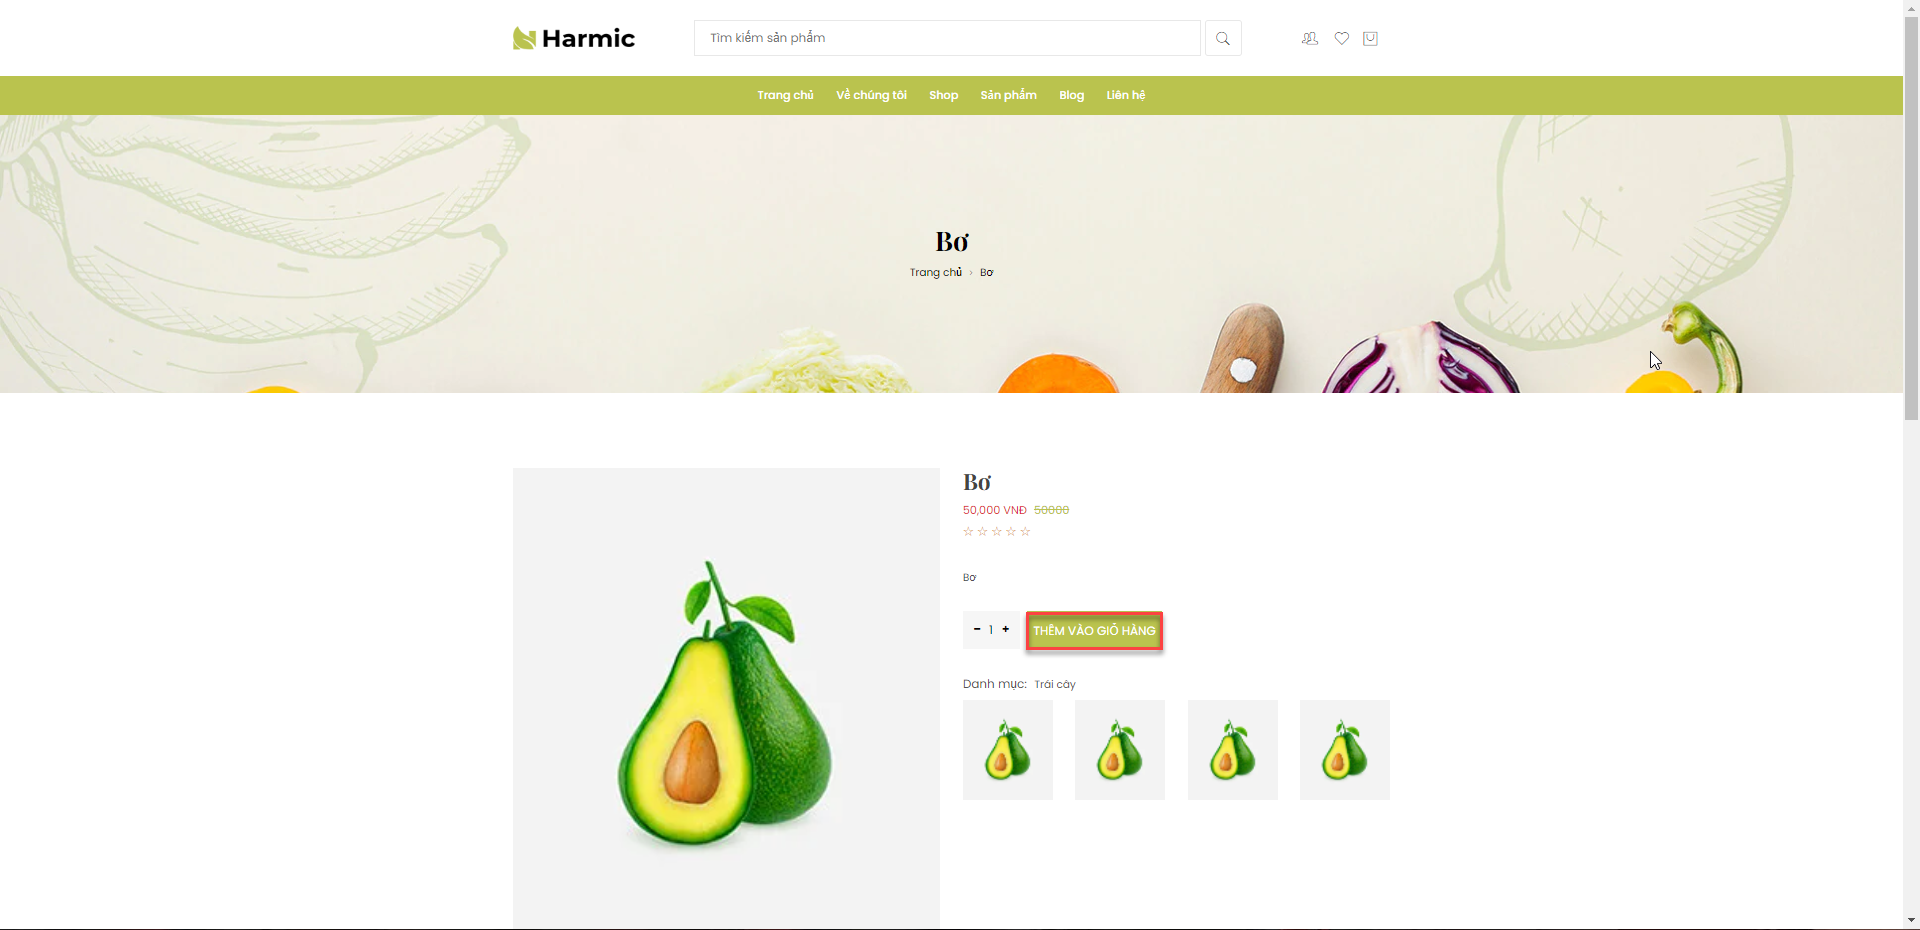 Harmic
Tìm kiếm sản phẩm
Trang chủ Về chúng tôi Shop Sản phẩm Blog Liên hệ
Bơ
Trang chủ › Bơ
Bơ
50,000 VNĐ 50000
Bơ
- 1 +
THÊM VÀO GIỎ HÀNG
Danh mục: Trái cây